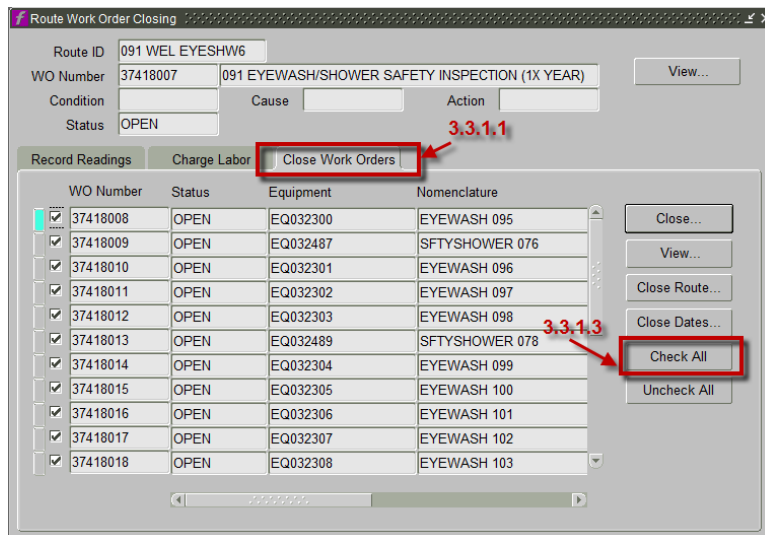 f Route Work Order Closing
Route ID 091 WEL EYESHW6
WO Number 37418007 091 EYEWASH/SHOWER SAFETY INSPECTION (1X YEAR) View...
Condition Cause Action
Status OPEN 3.3.1.1
Record Readings Charge Labor Close Work Orders
WO Number Status Equipment Nomenclature
37418008 OPEN EQ032300 EYEWASH 095 Close...
37418009 OPEN EQ032487 SFTYSHOWER 076
View...
37418010 OPEN EQ032301 EYEWASH 096
37418011 OPEN EQ032302 EYEWASH 097 Close Route...
37418012 OPEN EQ032303 EYEWASH 098
3.3.1.3 Close Dates...
37418013 OPEN EQ032489 SFTYSHOWER 078
37418014 OPEN EQ032304 EYEWASH 099 Check All
37418015 OPEN EQ032305 EYEWASH 100 Uncheck All
37418016 OPEN EQ032306 EYEWASH 101
37418017 OPEN EQ032307 EYEWASH 102
37418018 OPEN EQ032308 EYEWASH 103